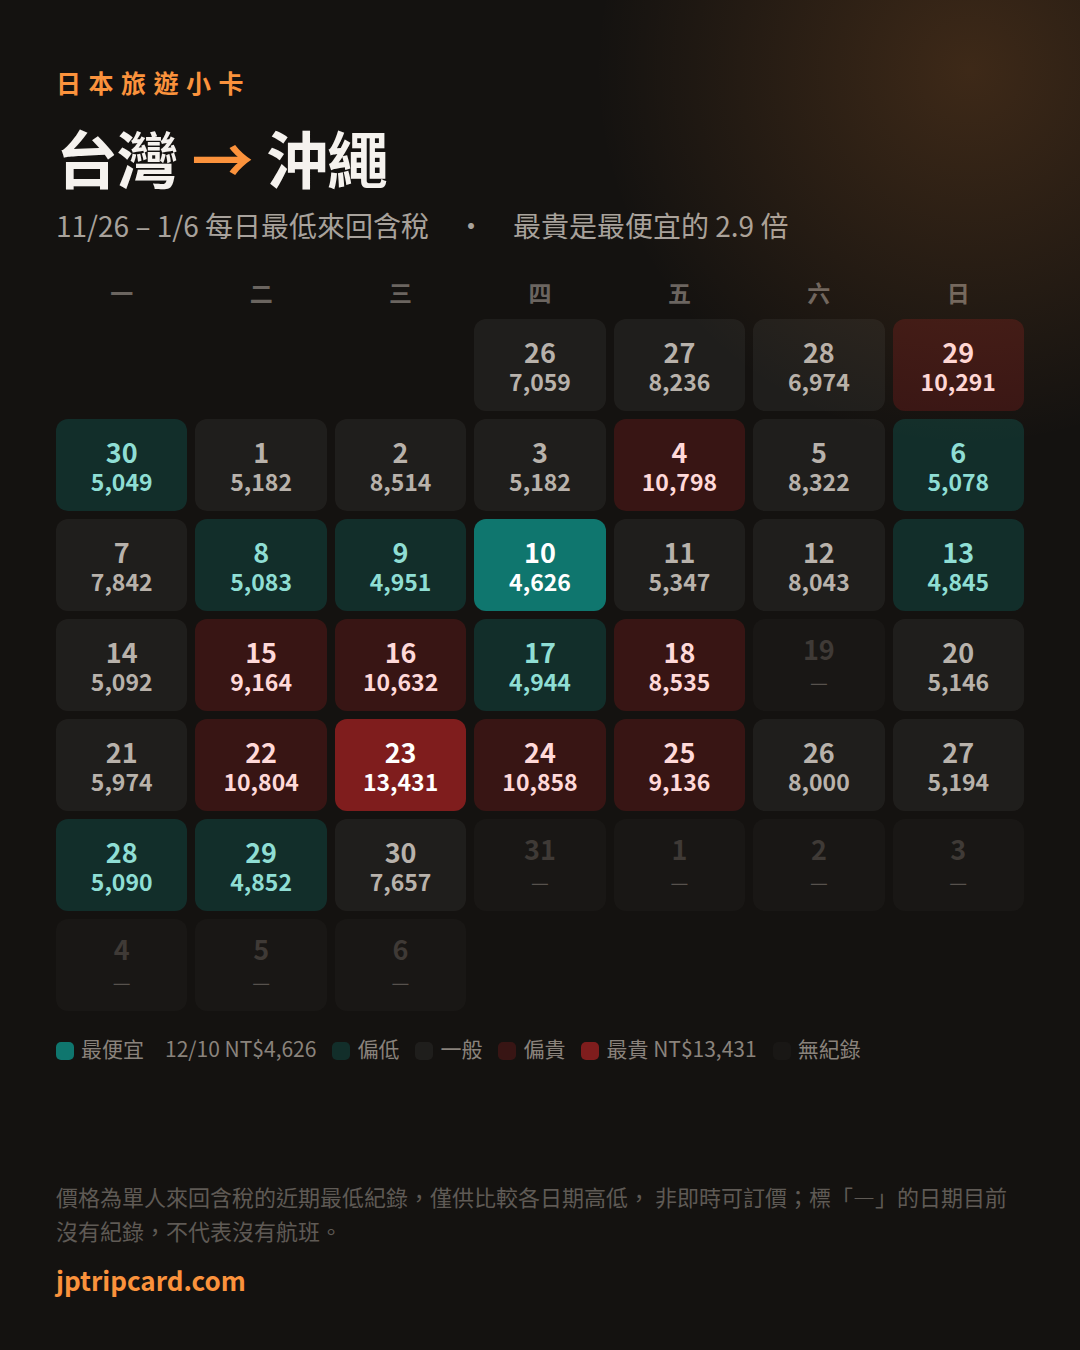 日本旅遊小卡
台灣 → 沖繩
11/26 – 1/6 每日最低來回含稅 • 最貴是最便宜的 2.9 倍
一 二 三 四 五 六 日
26 27 28 29
7,059 8,236 6,974 10,291
30 1 2 3 4 5 6
5,049 5,182 8,514 5,182 10,798 8,322 5,078
7 8 9 10 11 12 13
7,842 5,083 4,951 4,626 5,347 8,043 4,845
14 15 16 17 18 19 20
5,092 9,164 10,632 4,944 8,535 — 5,146
21 22 23 24 25 26 27
5,974 10,804 13,431 10,858 9,136 8,000 5,194
28 29 30 31 1 2 3
5,090 4,852 7,657 — — — —
4 5 6
— — —
最便宜 12/10 NT$4,626 偏低 一般 偏貴 最貴 NT$13,431 無紀錄
價格為單人來回含稅的近期最低紀錄，僅供比較各日期高低， 非即時可訂價；標「—」的日期目前
沒有紀錄，不代表沒有航班。
jptripcard.com